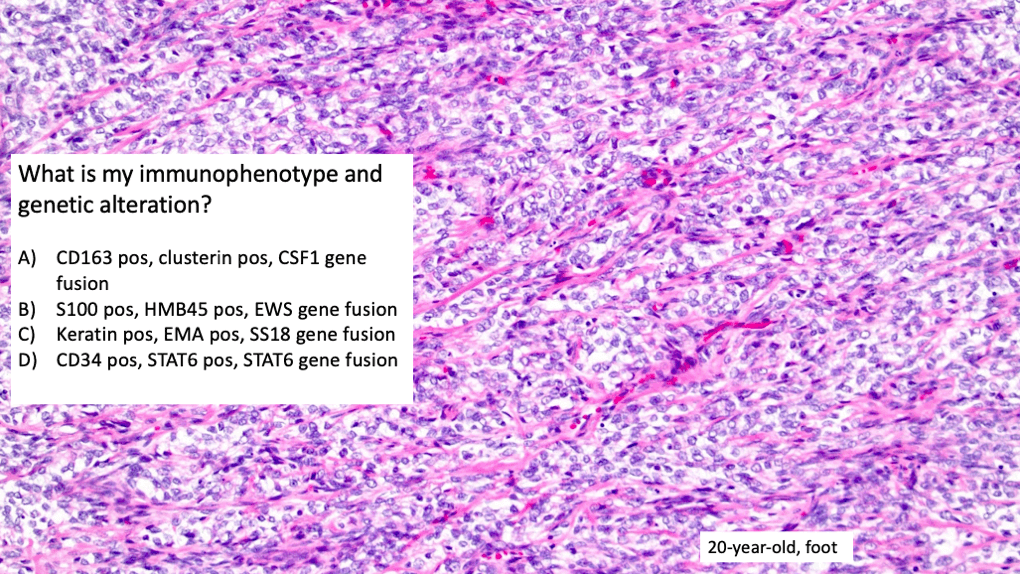 What is my immunophenotype and
genetic alteration?
A) CD163 pos, clusterin pos, CSF1 gene
fusion
B) S100 pos, HMB45 pos, EWS gene fusion
C) Keratin pos, EMA pos, SS18 gene fusion
D) CD34 pos, STAT6 pos, STAT6 gene fusion
20-year-old, foot